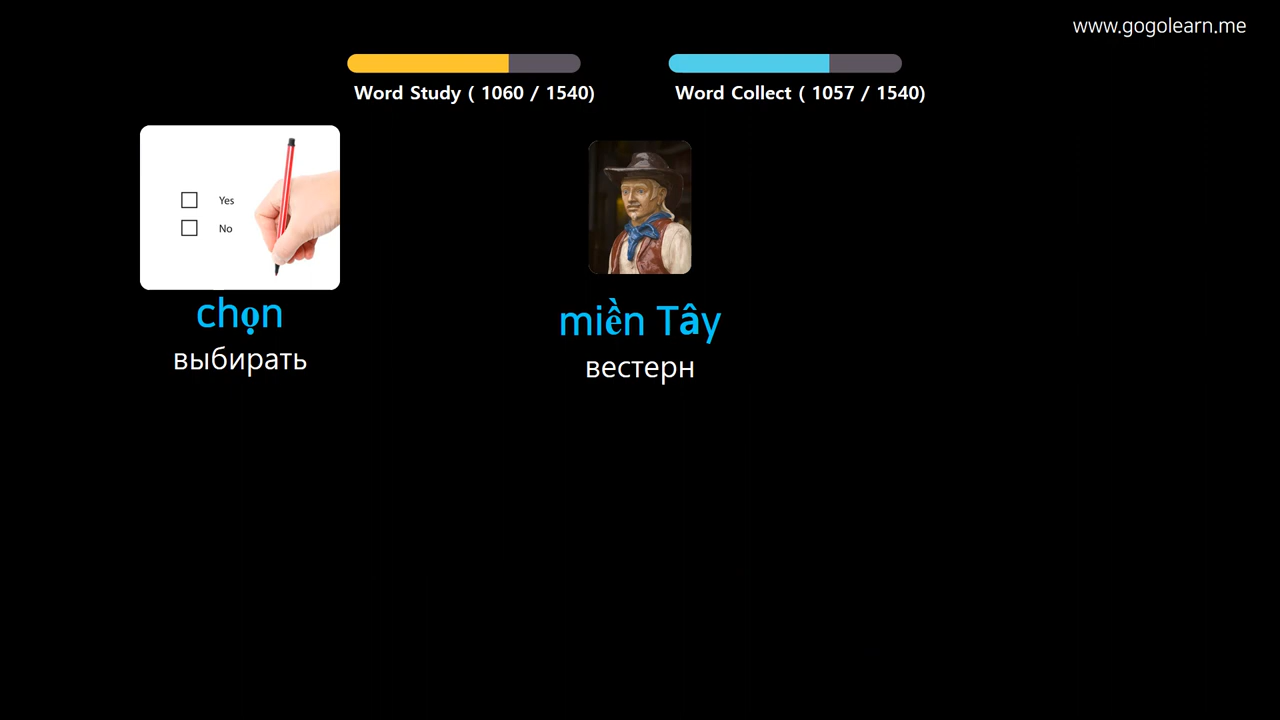 www.gogolearn.me
Word Study ( 1060 / 1540)
Word Collect ( 1057 / 1540)
Yes
No
chọn
выбирать
miền Tây
вестерн